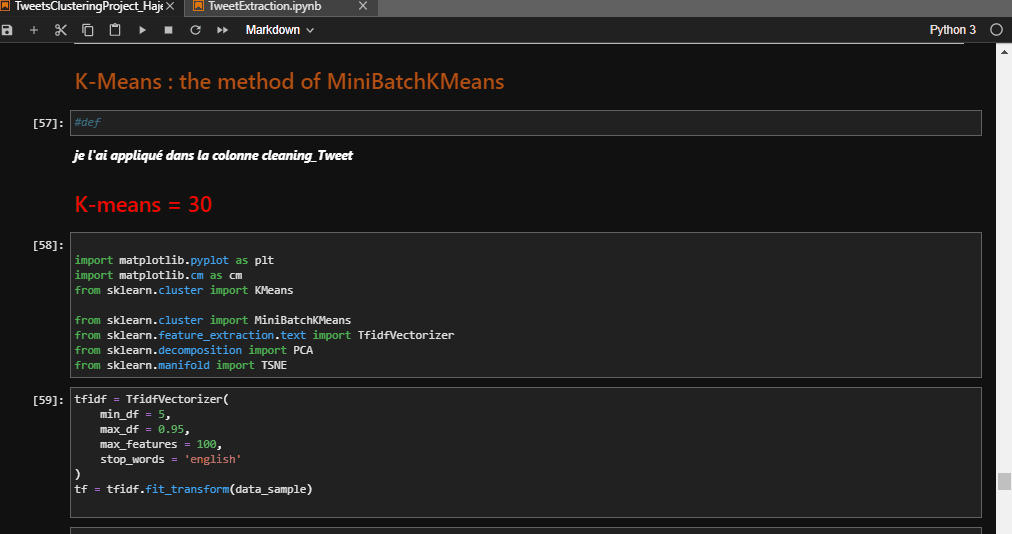 TweetsClusteringProject_Haj
TweetExtraction.ipynb
Markdown
Python 3
K-Means : the method of MiniBatchKMeans
[57]:
#def
je l'ai appliqué dans la colonne cleaning_Tweet
K-means = 30
[58]:
import matplotlib.pyplot as plt
import matplotlib.cm as cm
from sklearn.cluster import KMeans
from sklearn.cluster import MiniBatchKMeans
from sklearn.feature_extraction.text import TfidfVectorizer
from sklearn.decomposition import PCA
from sklearn.manifold import TSNE
[59]:
tfidf = TfidfVectorizer(
    min_df = 5,
    max_df = 0.95,
    max_features = 100,
    stop_words = 'english'
)
tf = tfidf.fit_transform(data_sample)